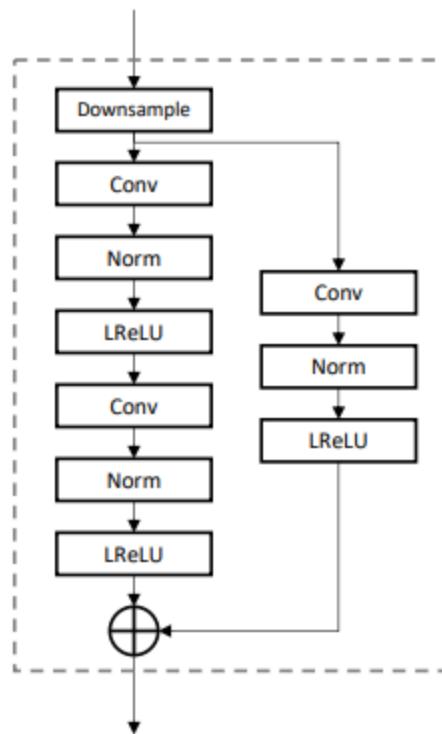 Downsample
Conv
Norm
LReLU
Conv
Norm
LReLU
Conv
Norm
LReLU